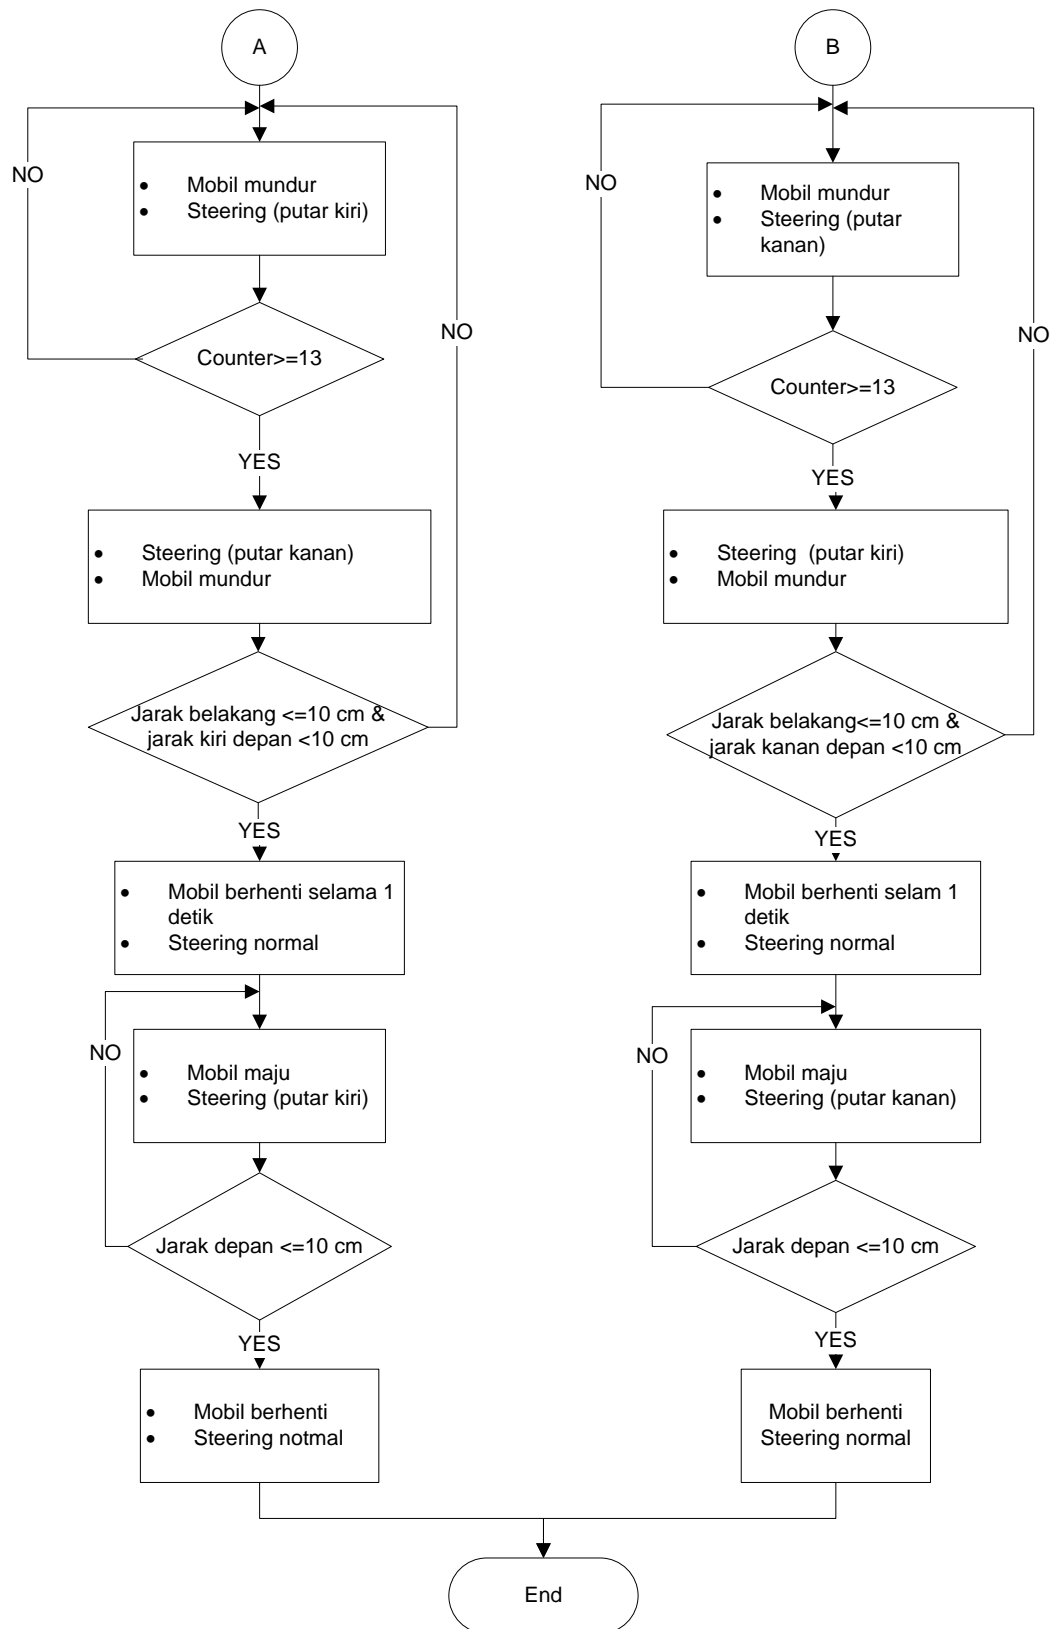 A
NO
• Mobil mundur
• Steering (putar kiri)
NO
Counter>=13
YES
• Steering (putar kanan)
• Mobil mundur
Jarak belakang <=10 cm &
jarak kiri depan <10 cm
YES
• Mobil berhenti selama 1
detik
• Steering normal
NO
• Mobil maju
• Steering (putar kiri)
Jarak depan <=10 cm
YES
• Mobil berhenti
• Steering notmal
B
NO
• Mobil mundur
• Steering (putar
kanan)
NO
Counter>=13
YES
• Steering (putar kiri)
• Mobil mundur
Jarak belakang<=10 cm &
jarak kanan depan <10 cm
YES
• Mobil berhenti selam 1
detik
• Steering normal
NO
• Mobil maju
• Steering (putar kanan)
Jarak depan <=10 cm
YES
Mobil berhenti
Steering normal
End